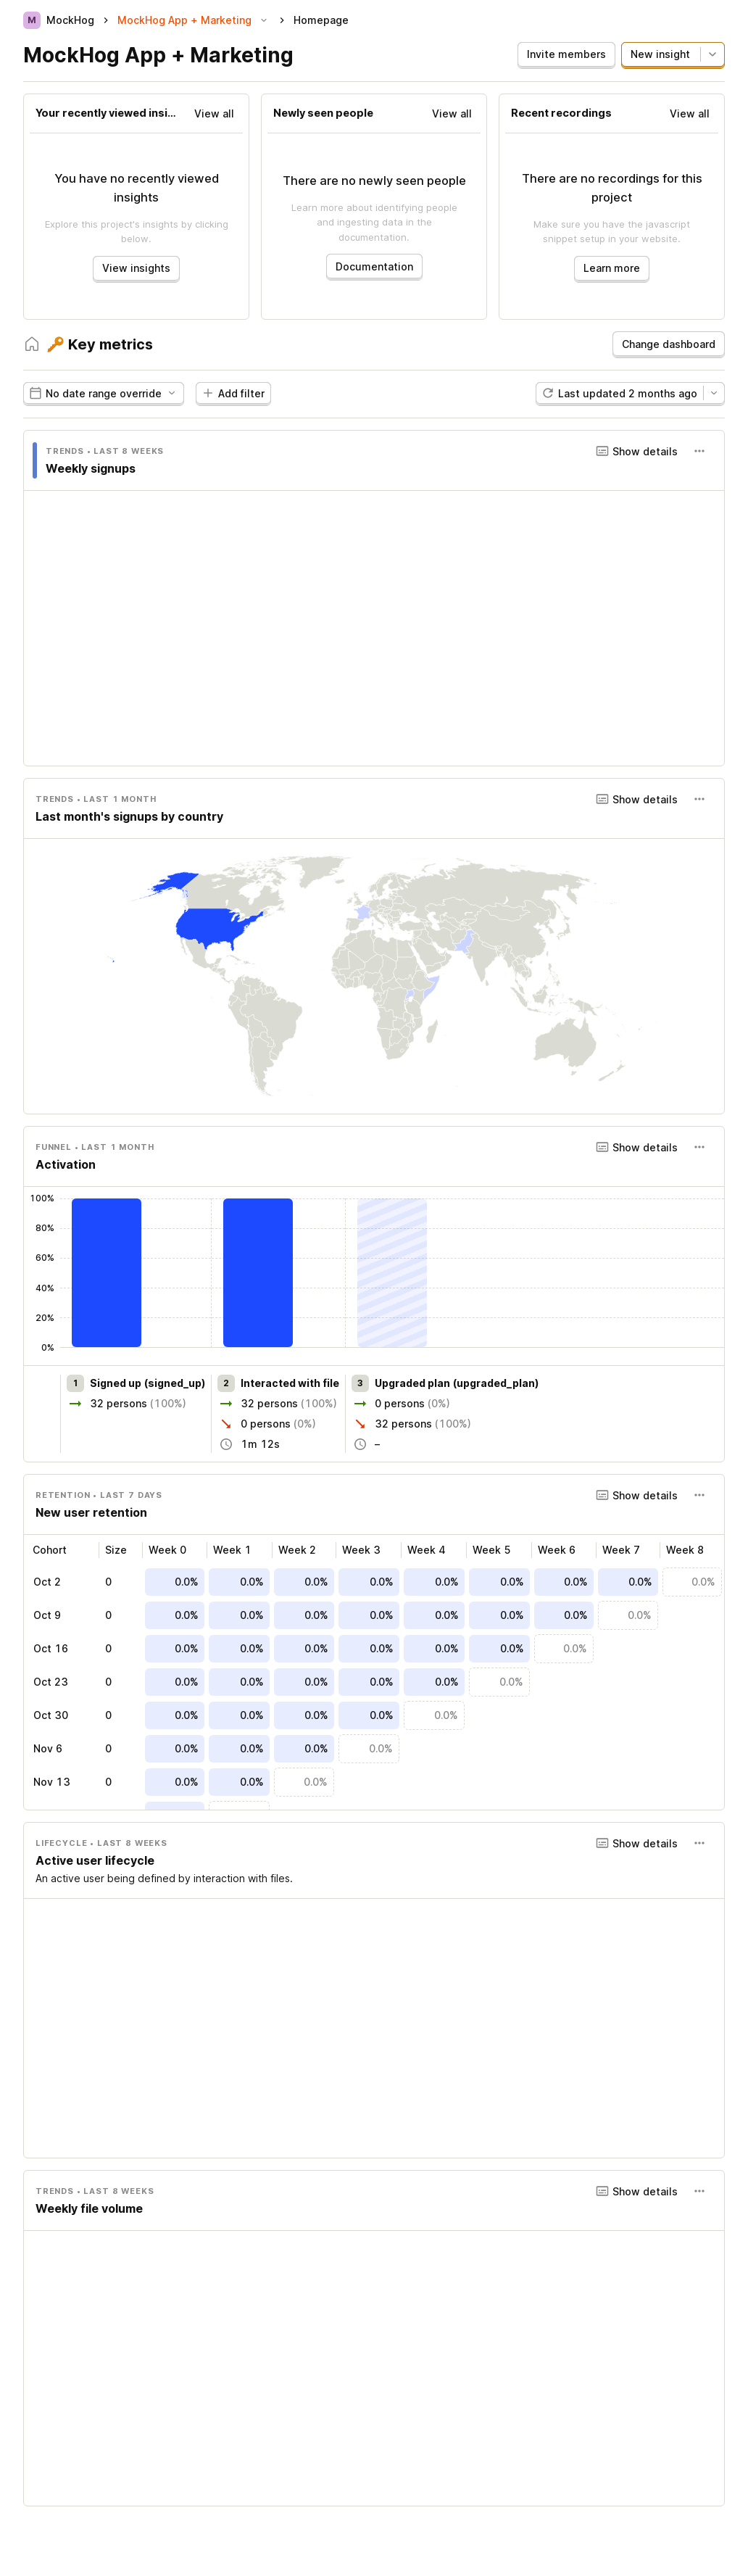 M MockHog > MockHog App + Marketing > Homepage
MockHog App + Marketing
Invite members
New insight
Your recently viewed insi...
View all
You have no recently viewed
insights
Explore this project's insights by clicking
below.
View insights
Newly seen people
View all
There are no newly seen people
Learn more about identifying people
and ingesting data in the
documentation.
Documentation
Recent recordings
View all
There are no recordings for this
project
Make sure you have the javascript
snippet setup in your website.
Learn more
🔑 Key metrics
Change dashboard
No date range override
Add filter
Last updated 2 months ago
TRENDS • LAST 8 WEEKS
Show details
Weekly signups
TRENDS • LAST 1 MONTH
Show details
Last month's signups by country
FUNNEL • LAST 1 MONTH
Show details
Activation
100%
80%
60%
40%
20%
0%
1 Signed up (signed_up)
32 persons (100%)
2 Interacted with file
32 persons (100%)
0 persons (0%)
1m 12s
3 Upgraded plan (upgraded_plan)
0 persons (0%)
32 persons (100%)
–
RETENTION • LAST 7 DAYS
Show details
New user retention
Cohort Size Week 0 Week 1 Week 2 Week 3 Week 4 Week 5 Week 6 Week 7 Week 8
Oct 2 0 0.0% 0.0% 0.0% 0.0% 0.0% 0.0% 0.0% 0.0% 0.0%
Oct 9 0 0.0% 0.0% 0.0% 0.0% 0.0% 0.0% 0.0% 0.0%
Oct 16 0 0.0% 0.0% 0.0% 0.0% 0.0% 0.0% 0.0%
Oct 23 0 0.0% 0.0% 0.0% 0.0% 0.0% 0.0%
Oct 30 0 0.0% 0.0% 0.0% 0.0% 0.0%
Nov 6 0 0.0% 0.0% 0.0% 0.0%
Nov 13 0 0.0% 0.0% 0.0%
LIFECYCLE • LAST 8 WEEKS
Show details
Active user lifecycle
An active user being defined by interaction with files.
TRENDS • LAST 8 WEEKS
Show details
Weekly file volume